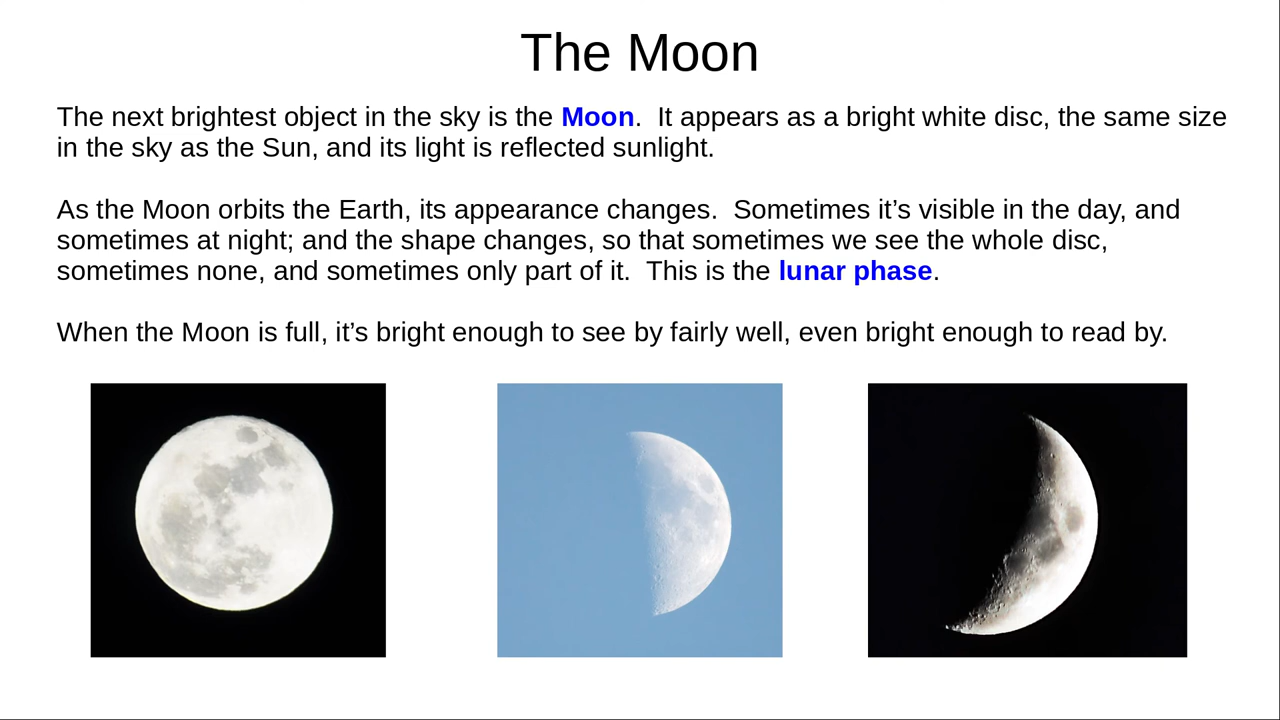 The Moon
The next brightest object in the sky is the Moon.  It appears as a bright white disc, the same size
in the sky as the Sun, and its light is reflected sunlight.
As the Moon orbits the Earth, its appearance changes.  Sometimes it’s visible in the day, and
sometimes at night; and the shape changes, so that sometimes we see the whole disc,
sometimes none, and sometimes only part of it.  This is the lunar phase.
When the Moon is full, it’s bright enough to see by fairly well, even bright enough to read by.